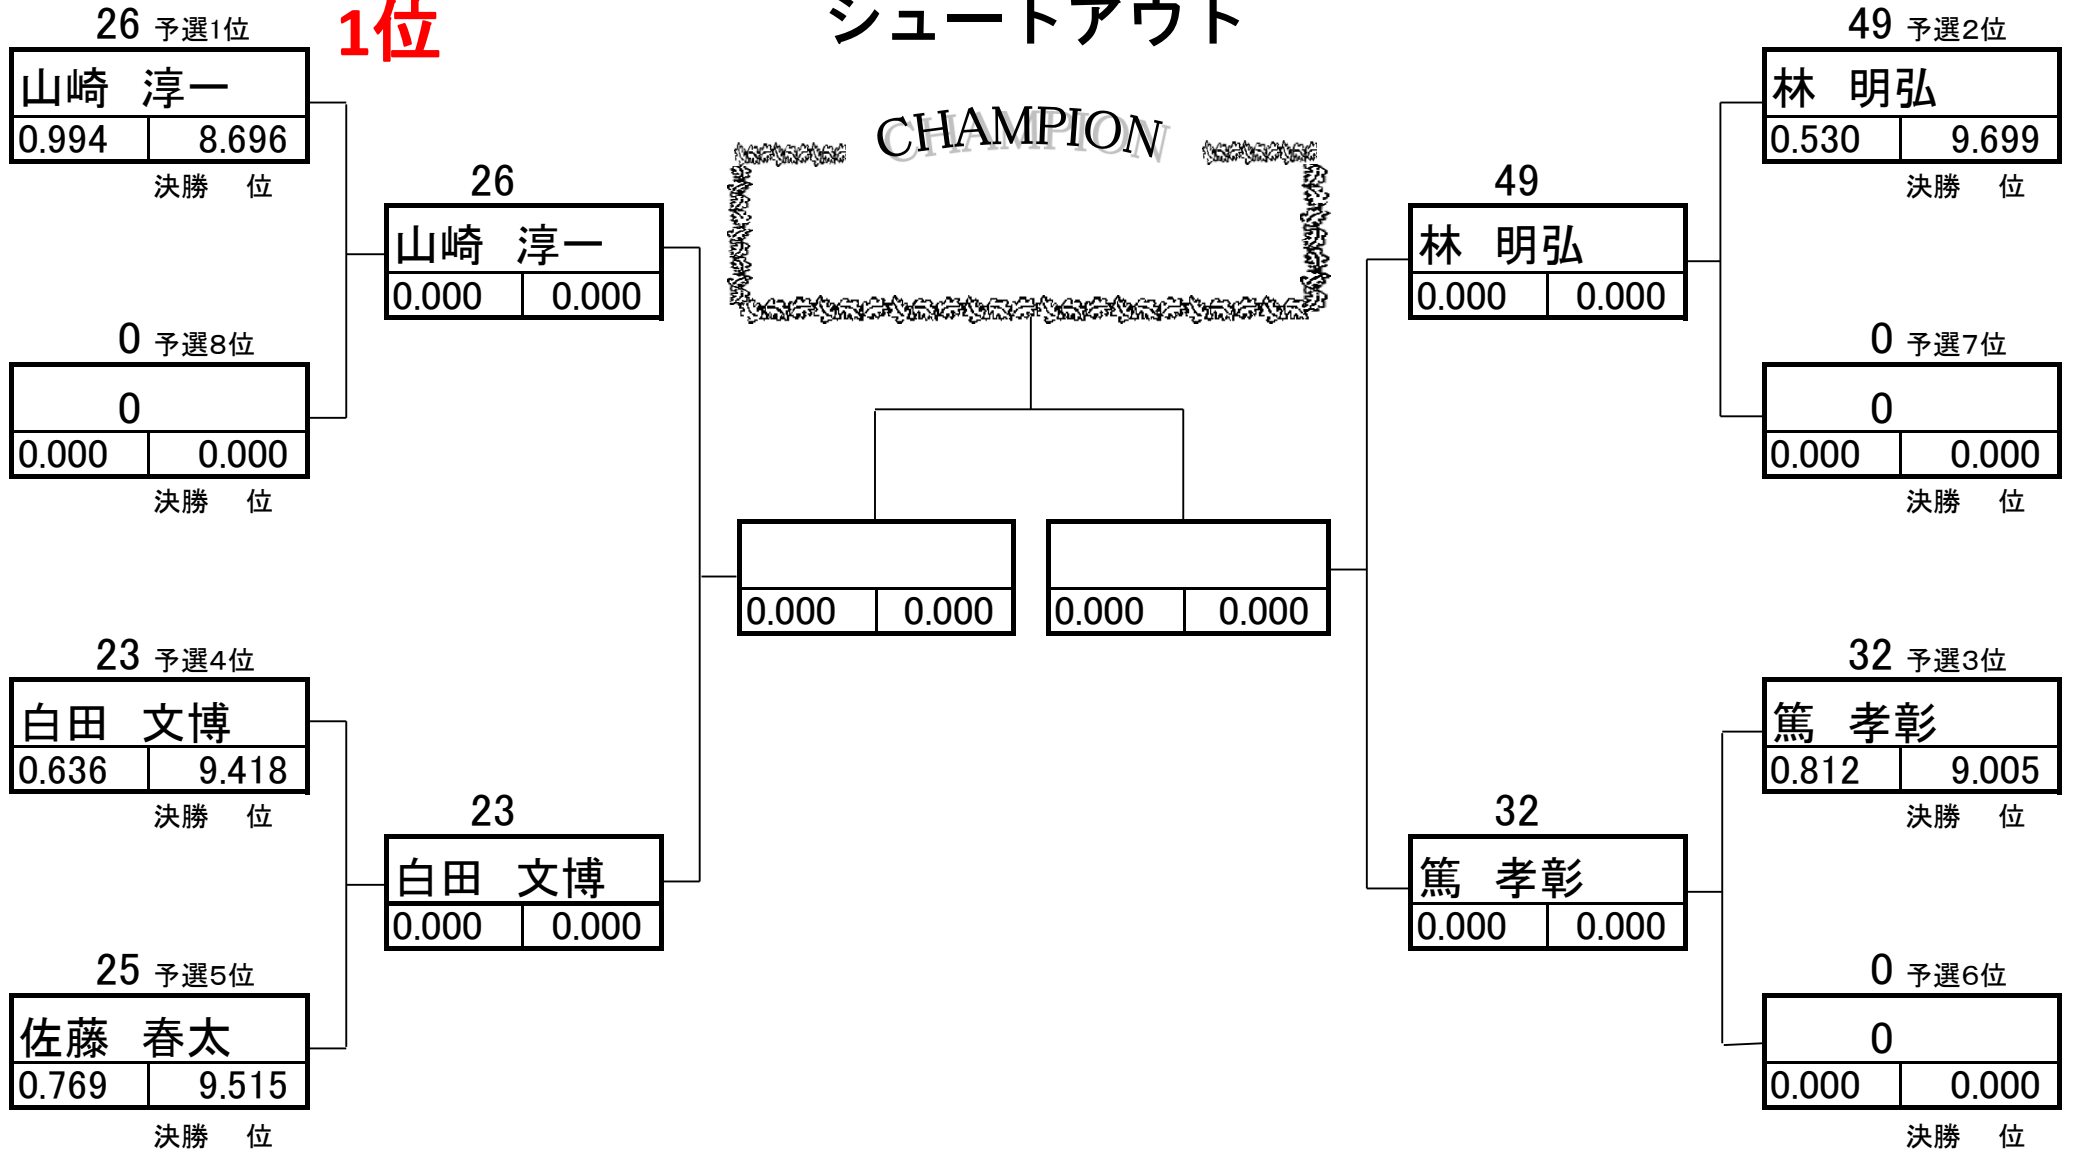 1位
シュートアウト
CHAMPION
26 予選1位
山崎 淳一
0.994 8.696
決勝 位
0 予選8位
0
0.000 0.000
決勝 位
23 予選4位
白田 文博
0.636 9.418
決勝 位
25 予選5位
佐藤 春太
0.769 9.515
決勝 位
26
山崎 淳一
0.000 0.000
23
白田 文博
0.000 0.000
0.000 0.000
0.000 0.000
49
林 明弘
0.000 0.000
32
篤 孝彰
0.000 0.000
49 予選2位
林 明弘
0.530 9.699
決勝 位
0 予選7位
0
0.000 0.000
決勝 位
32 予選3位
篤 孝彰
0.812 9.005
決勝 位
0 予選6位
0
0.000 0.000
決勝 位